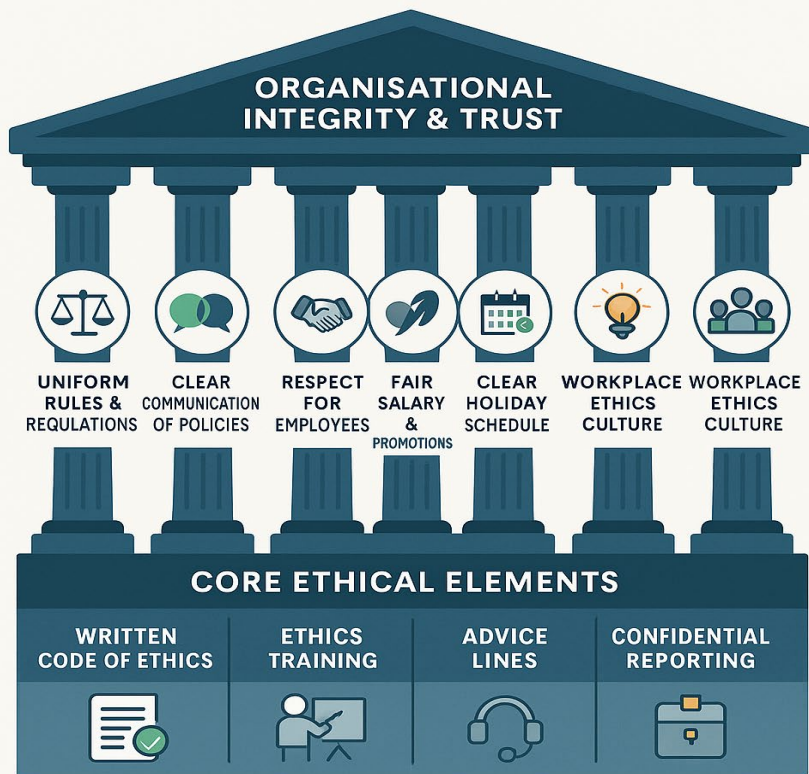 ORGANISATIONAL
INTEGRITY & TRUST
UNIFORM
RULES &
REQULATIONS
CLEAR
COMMUNICATION
OF POLICIES
RESPECT
FOR
EMPLOYEES
FAIR
SALARY
&
PROMOTIONS
CLEAR
HOLIDAY
SCHEDULE
WORKPLACE
ETHICS
CULTURE
WORKPLACE
ETHICS
CULTURE
CORE ETHICAL ELEMENTS
WRITTEN
CODE OF ETHICS
ETHICS
TRAINING
ADVICE
LINES
CONFIDENTIAL
REPORTING